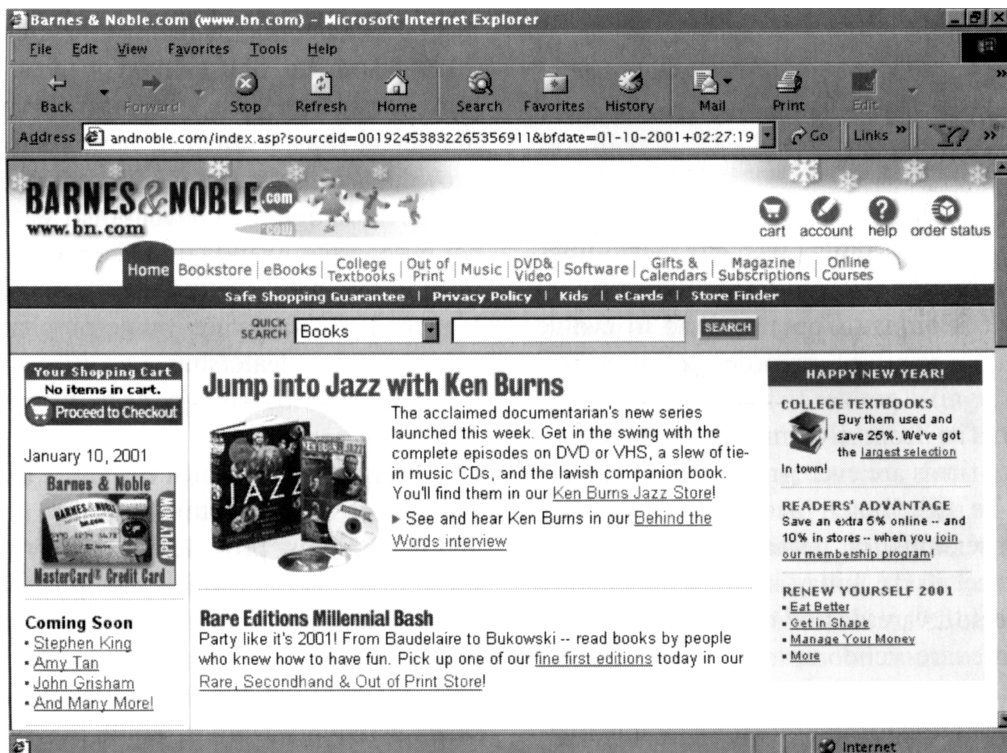 Barnes & Noble.com (www.bn.com) - Microsoft Internet Explorer
File Edit View Favorites Tools Help
Back Forward Stop Refresh Home Search Favorites History Mail Print Edit
Address andnoble.com/index.asp?sourceid=00192453832265356911&bfdate=01-10-2001+02:27:19 Go Links
BARNES&NOBLE.com
www.bn.com
cart account help order status
Home Bookstore eBooks College Textbooks Out of Print Music DVD& Video Software Gifts & Calendars Magazine Subscriptions Online Courses
Safe Shopping Guarantee | Privacy Policy | Kids | eCards | Store Finder
QUICK SEARCH Books SEARCH
Your Shopping Cart
No items in cart.
Proceed to Checkout
January 10, 2001
Barnes & Noble
BARNES&NOBLE
APPLY NOW
MasterCard® Credit Card
Coming Soon
Stephen King
Amy Tan
John Grisham
And Many More!
Jump into Jazz with Ken Burns
JAZZ
The acclaimed documentarian's new series
launched this week. Get in the swing with the
complete episodes on DVD or VHS, a slew of tie-
in music CDs, and the lavish companion book.
You'll find them in our Ken Burns Jazz Store!
See and hear Ken Burns in our Behind the
Words interview
Rare Editions Millennial Bash
Party like it's 2001! From Baudelaire to Bukowski -- read books by people
who knew how to have fun. Pick up one of our fine first editions today in our
Rare, Secondhand & Out of Print Store!
HAPPY NEW YEAR!
COLLEGE TEXTBOOKS
Buy them used and
save 25%. We've got
the largest selection
in town!
READERS' ADVANTAGE
Save an extra 5% online -- and
10% in stores -- when you join
our membership program!
RENEW YOURSELF 2001
Eat Better
Get in Shape
Manage Your Money
More
Internet